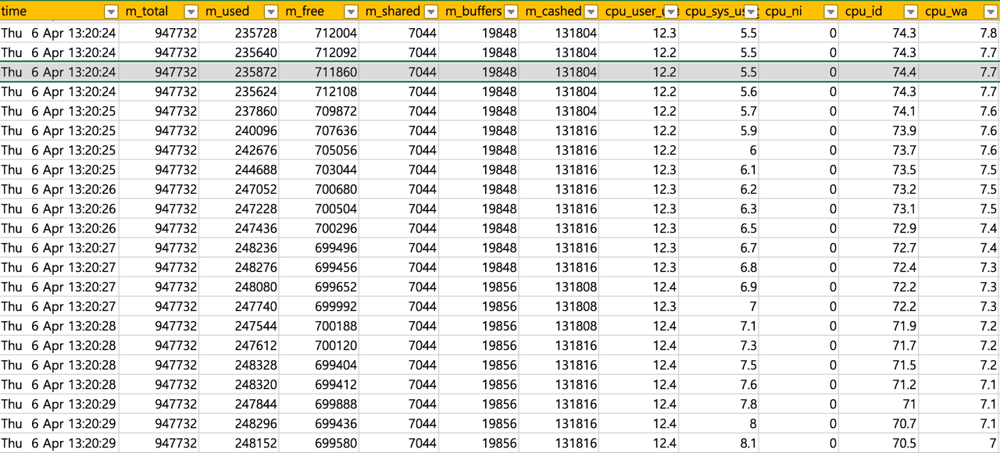 time m_total m_used m_free m_shared m_buffers m_cashed cpu_user_u cpu_sys_us cpu_ni cpu_id cpu_wa
Thu 6 Apr 13:20:24 947732 235728 712004 7044 19848 131804 12.3 5.5 0 74.3 7.8
Thu 6 Apr 13:20:24 947732 235640 712092 7044 19848 131804 12.2 5.5 0 74.3 7.7
Thu 6 Apr 13:20:24 947732 235872 711860 7044 19848 131804 12.2 5.5 0 74.4 7.7
Thu 6 Apr 13:20:24 947732 235624 712108 7044 19848 131804 12.2 5.6 0 74.3 7.7
Thu 6 Apr 13:20:25 947732 237860 709872 7044 19848 131804 12.2 5.7 0 74.1 7.6
Thu 6 Apr 13:20:25 947732 240096 707636 7044 19848 131816 12.2 5.9 0 73.9 7.6
Thu 6 Apr 13:20:25 947732 242676 705056 7044 19848 131816 12.2 6 0 73.7 7.6
Thu 6 Apr 13:20:25 947732 244688 703044 7044 19848 131816 12.3 6.1 0 73.5 7.5
Thu 6 Apr 13:20:26 947732 247052 700680 7044 19848 131816 12.3 6.2 0 73.2 7.5
Thu 6 Apr 13:20:26 947732 247228 700504 7044 19848 131816 12.3 6.3 0 73.1 7.5
Thu 6 Apr 13:20:26 947732 247436 700296 7044 19848 131816 12.3 6.5 0 72.9 7.4
Thu 6 Apr 13:20:27 947732 248236 699496 7044 19848 131816 12.3 6.7 0 72.7 7.4
Thu 6 Apr 13:20:27 947732 248276 699456 7044 19848 131816 12.3 6.8 0 72.4 7.3
Thu 6 Apr 13:20:27 947732 248080 699652 7044 19856 131808 12.4 6.9 0 72.2 7.3
Thu 6 Apr 13:20:27 947732 247740 699992 7044 19856 131808 12.3 7 0 72.2 7.3
Thu 6 Apr 13:20:28 947732 247544 700188 7044 19856 131808 12.4 7.1 0 71.9 7.2
Thu 6 Apr 13:20:28 947732 247612 700120 7044 19856 131816 12.4 7.3 0 71.7 7.2
Thu 6 Apr 13:20:28 947732 248328 699404 7044 19856 131816 12.4 7.5 0 71.5 7.2
Thu 6 Apr 13:20:28 947732 248320 699412 7044 19856 131816 12.4 7.6 0 71.2 7.1
Thu 6 Apr 13:20:29 947732 247844 699888 7044 19856 131816 12.4 7.8 0 71 7.1
Thu 6 Apr 13:20:29 947732 248296 699436 7044 19856 131816 12.4 8 0 70.7 7.1
Thu 6 Apr 13:20:29 947732 248152 699580 7044 19856 131816 12.4 8.1 0 70.5 7